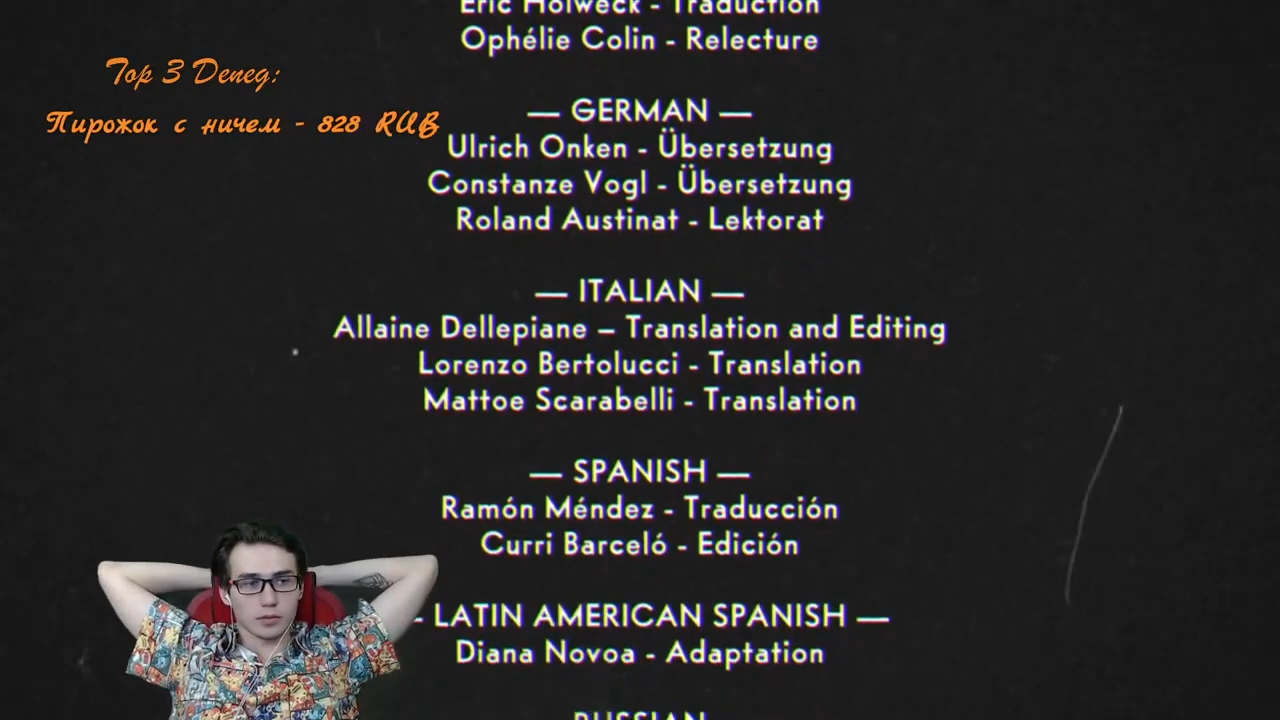 Eric Holweck - Traduction
Ophélie Colin - Relecture
Top 3 Denег:
Пирожок с ничем - 828 RUB
— GERMAN —
Ulrich Onken - Übersetzung
Constanze Vogl - Übersetzung
Roland Austinat - Lektorat
— ITALIAN —
Allaine Dellepiane – Translation and Editing
Lorenzo Bertolucci - Translation
Mattoe Scarabelli - Translation
— SPANISH —
Ramón Méndez - Traducción
Curri Barceló - Edición
- LATIN AMERICAN SPANISH —
Diana Novoa - Adaptation
RUSSIAN